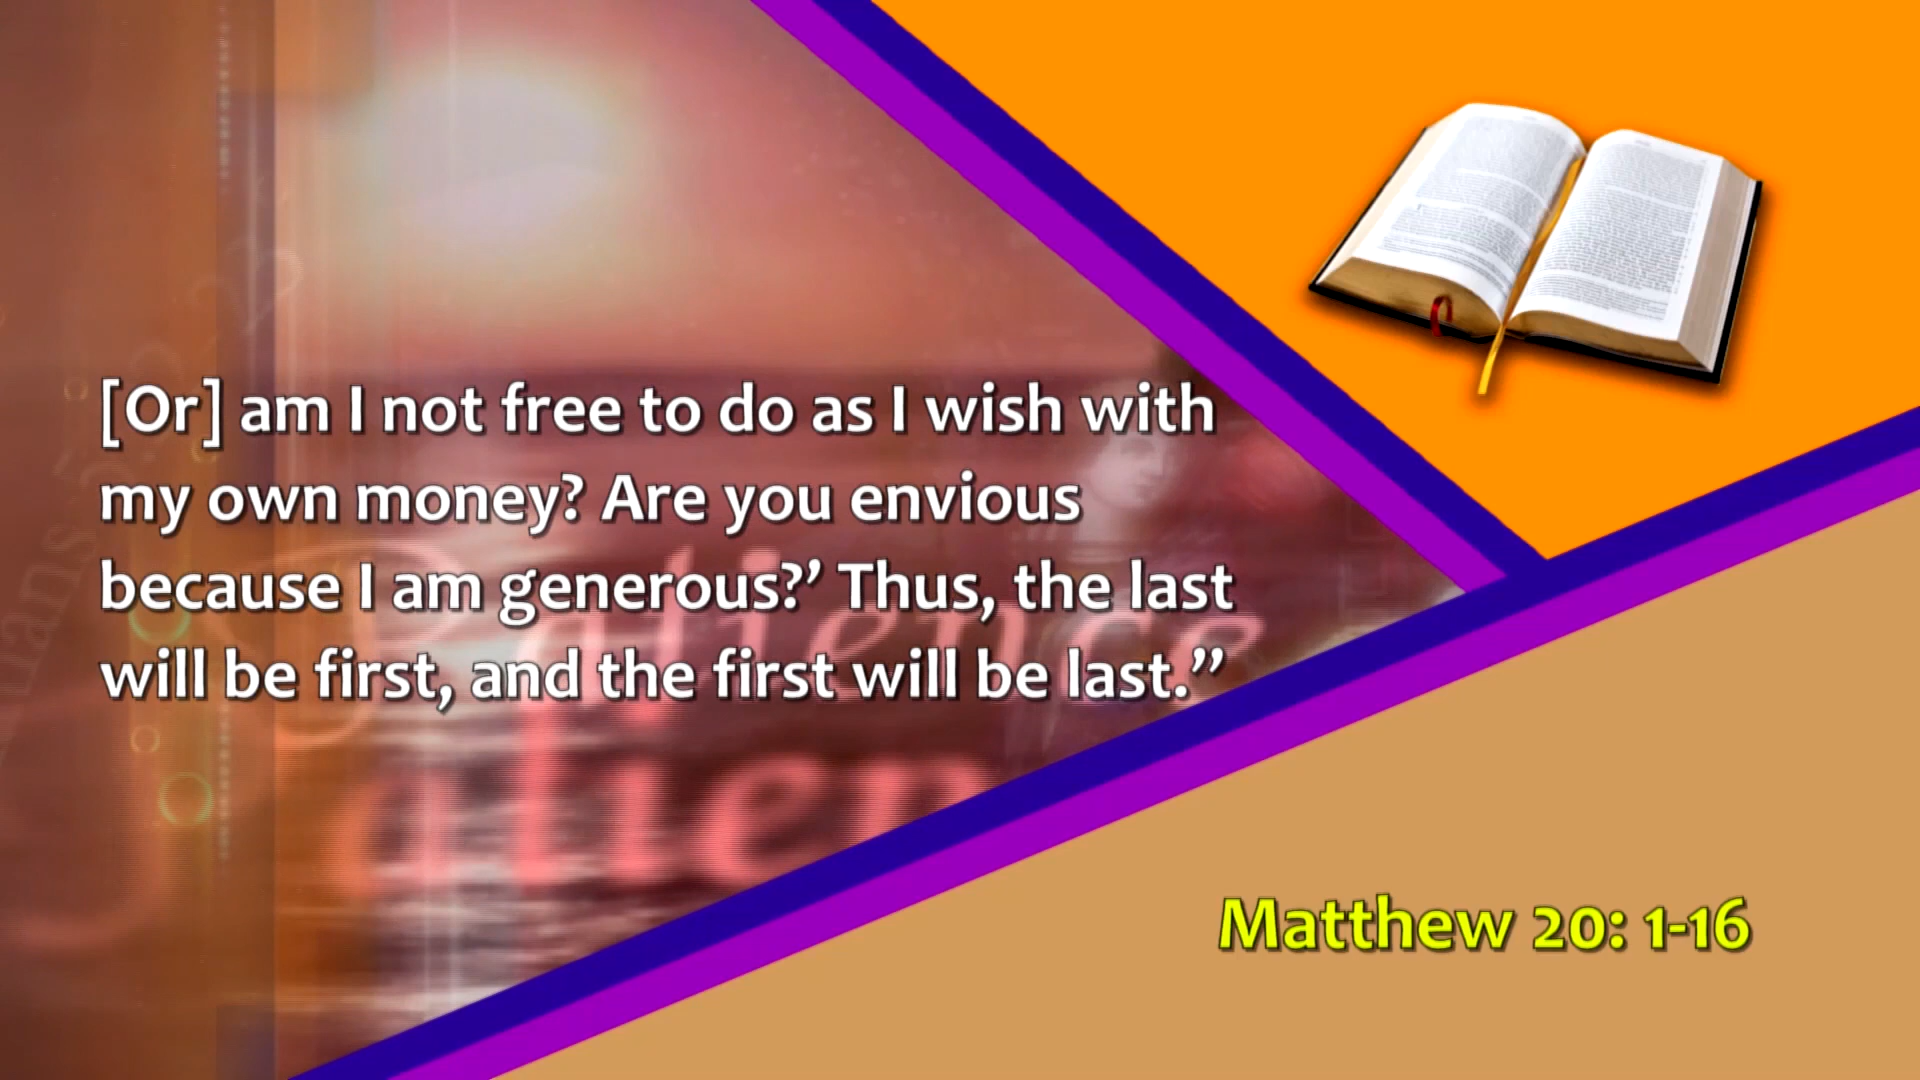 [Or] am I not free to do as I wish with
my own money? Are you envious
because I am generous?’ Thus, the last
will be first, and the first will be last.”
Patience
Matthew 20: 1-16